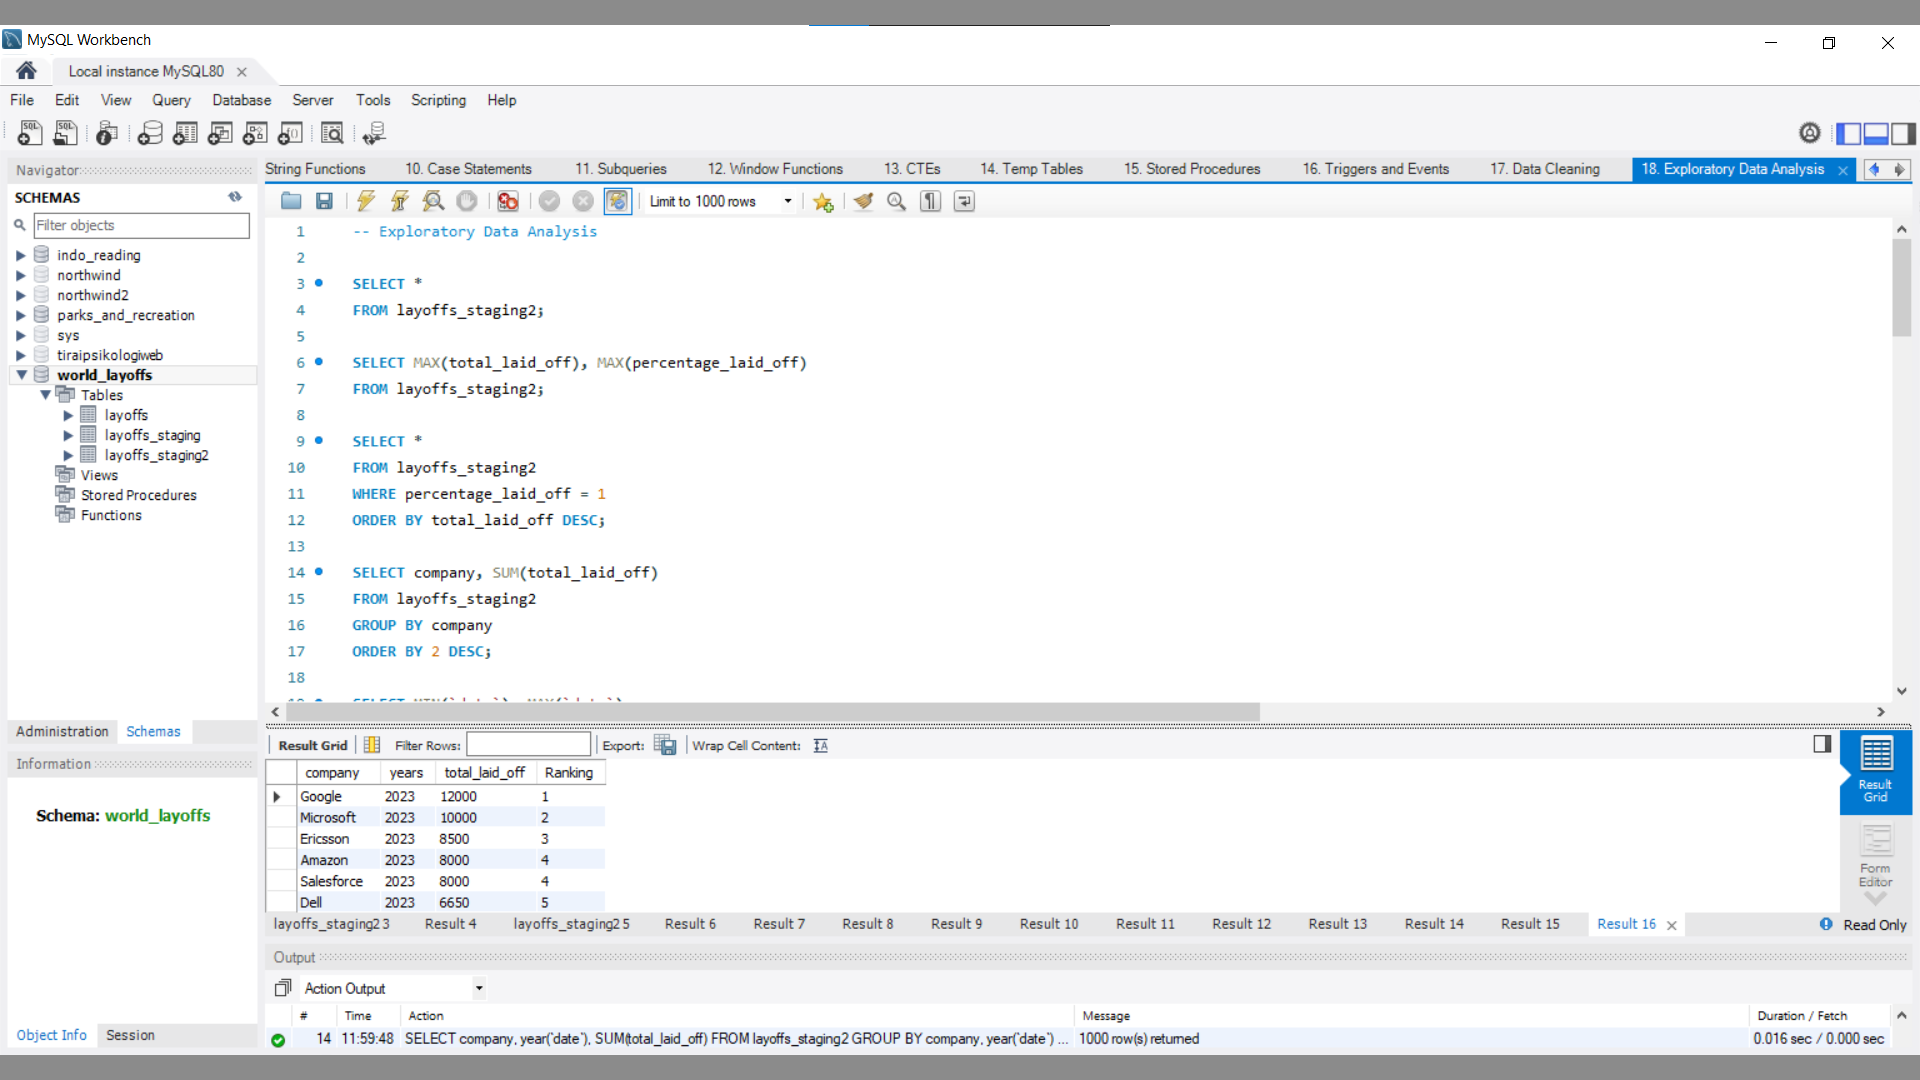 MySQL Workbench
Local instance MySQL80
File Edit View Query Database Server Tools Scripting Help
Navigator
String Functions 10. Case Statements 11. Subqueries 12. Window Functions 13. CTEs 14. Temp Tables 15. Stored Procedures 16. Triggers and Events 17. Data Cleaning 18. Exploratory Data Analysis
SCHEMAS
Limit to 1000 rows
Filter objects
indo_reading
northwind
northwind2
parks_and_recreation
sys
tiraipsikologiweb
world_layoffs
Tables
layoffs
layoffs_staging
layoffs_staging2
Views
Stored Procedures
Functions
1 -- Exploratory Data Analysis
2
3 SELECT *
4 FROM layoffs_staging2;
5
6 SELECT MAX(total_laid_off), MAX(percentage_laid_off)
7 FROM layoffs_staging2;
8
9 SELECT *
10 FROM layoffs_staging2
11 WHERE percentage_laid_off = 1
12 ORDER BY total_laid_off DESC;
13
14 SELECT company, SUM(total_laid_off)
15 FROM layoffs_staging2
16 GROUP BY company
17 ORDER BY 2 DESC;
18
Administration Schemas
Information
Schema: world_layoffs
Object Info Session
Result Grid Filter Rows: Export: Wrap Cell Content:
company years total_laid_off Ranking
Google 2023 12000 1
Microsoft 2023 10000 2
Ericsson 2023 8500 3
Amazon 2023 8000 4
Salesforce 2023 8000 4
Dell 2023 6650 5
Result Grid
Form Editor
layoffs_staging2 3 Result 4 layoffs_staging2 5 Result 6 Result 7 Result 8 Result 9 Result 10 Result 11 Result 12 Result 13 Result 14 Result 15 Result 16 Read Only
Output
Action Output
# Time Action Message Duration / Fetch
14 11:59:48 SELECT company, year(`date`), SUM(total_laid_off) FROM layoffs_staging2 GROUP BY company, year(`date`) ... 1000 row(s) returned 0.016 sec / 0.000 sec